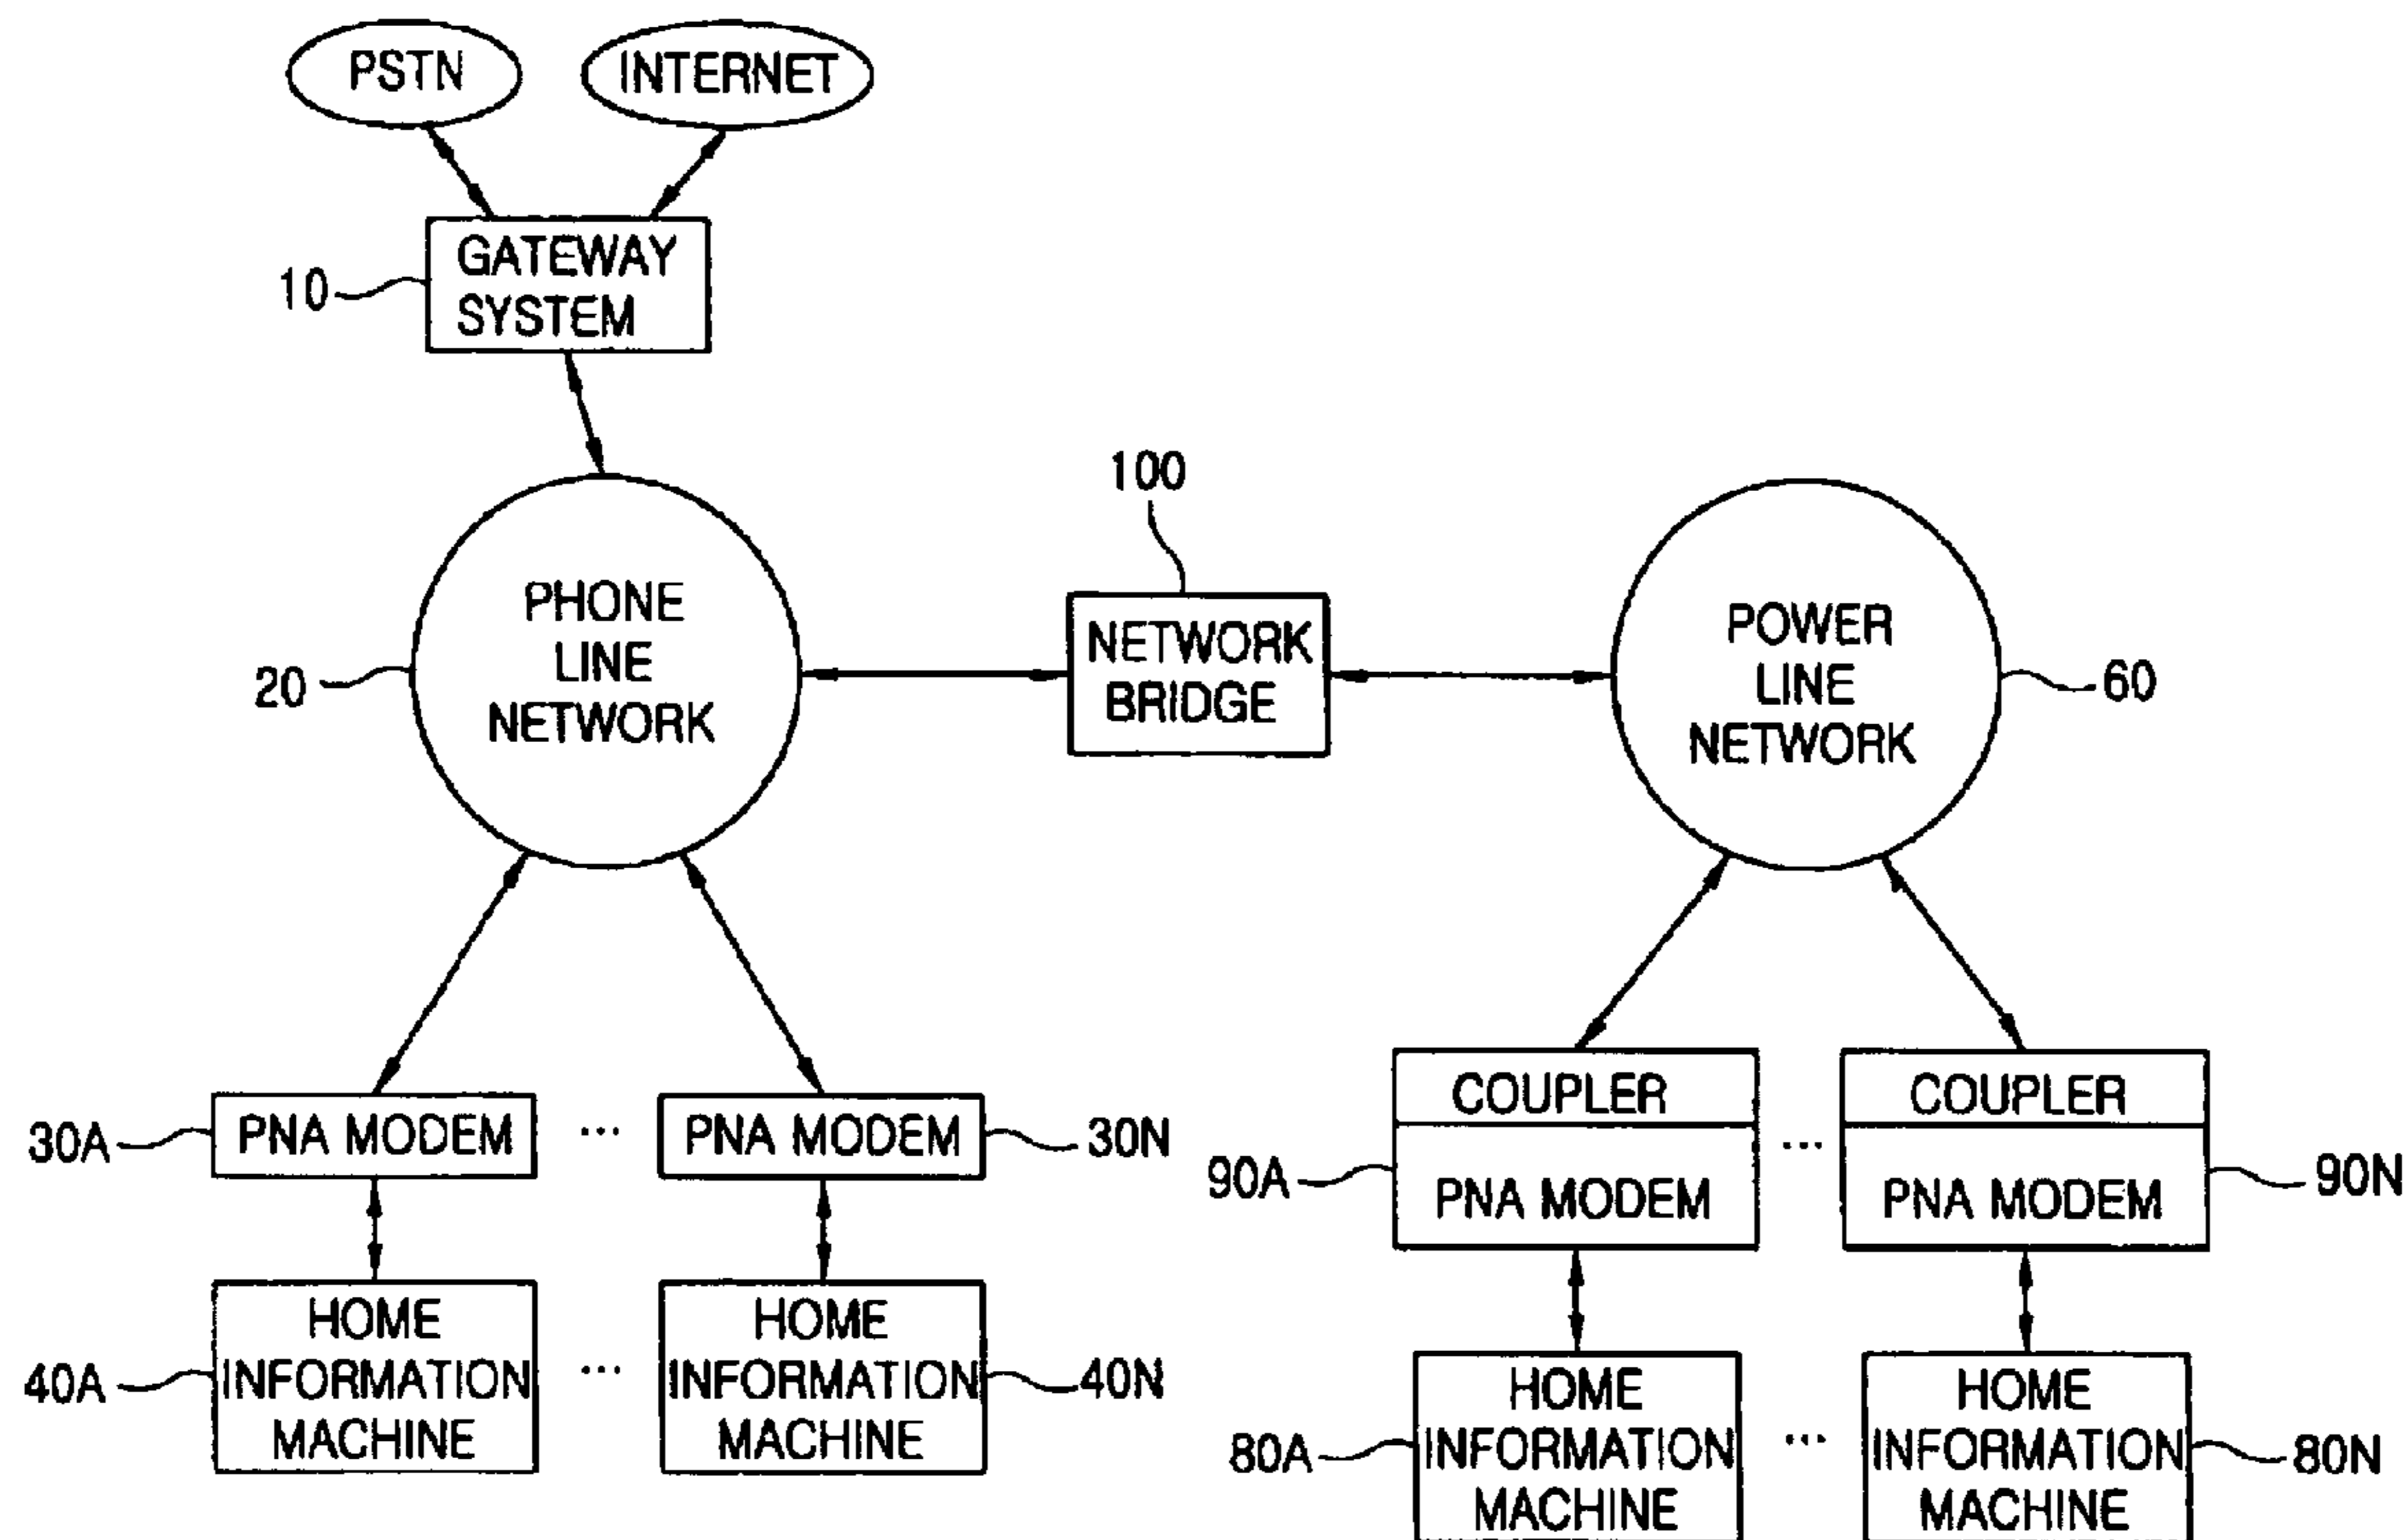 PSTN
INTERNET
GATEWAY
SYSTEM
10
100
PHONE
LINE
NETWORK
20
NETWORK
BRIDGE
POWER
LINE
NETWORK
60
30A
PNA MODEM
...
PNA MODEM
30N
COUPLER
COUPLER
90A
PNA MODEM
...
PNA MODEM
90N
40A
HOME
INFORMATION
MACHINE
...
HOME
INFORMATION
MACHINE
40N
80A
HOME
INFORMATION
MACHINE
...
HOME
INFORMATION
MACHINE
80N